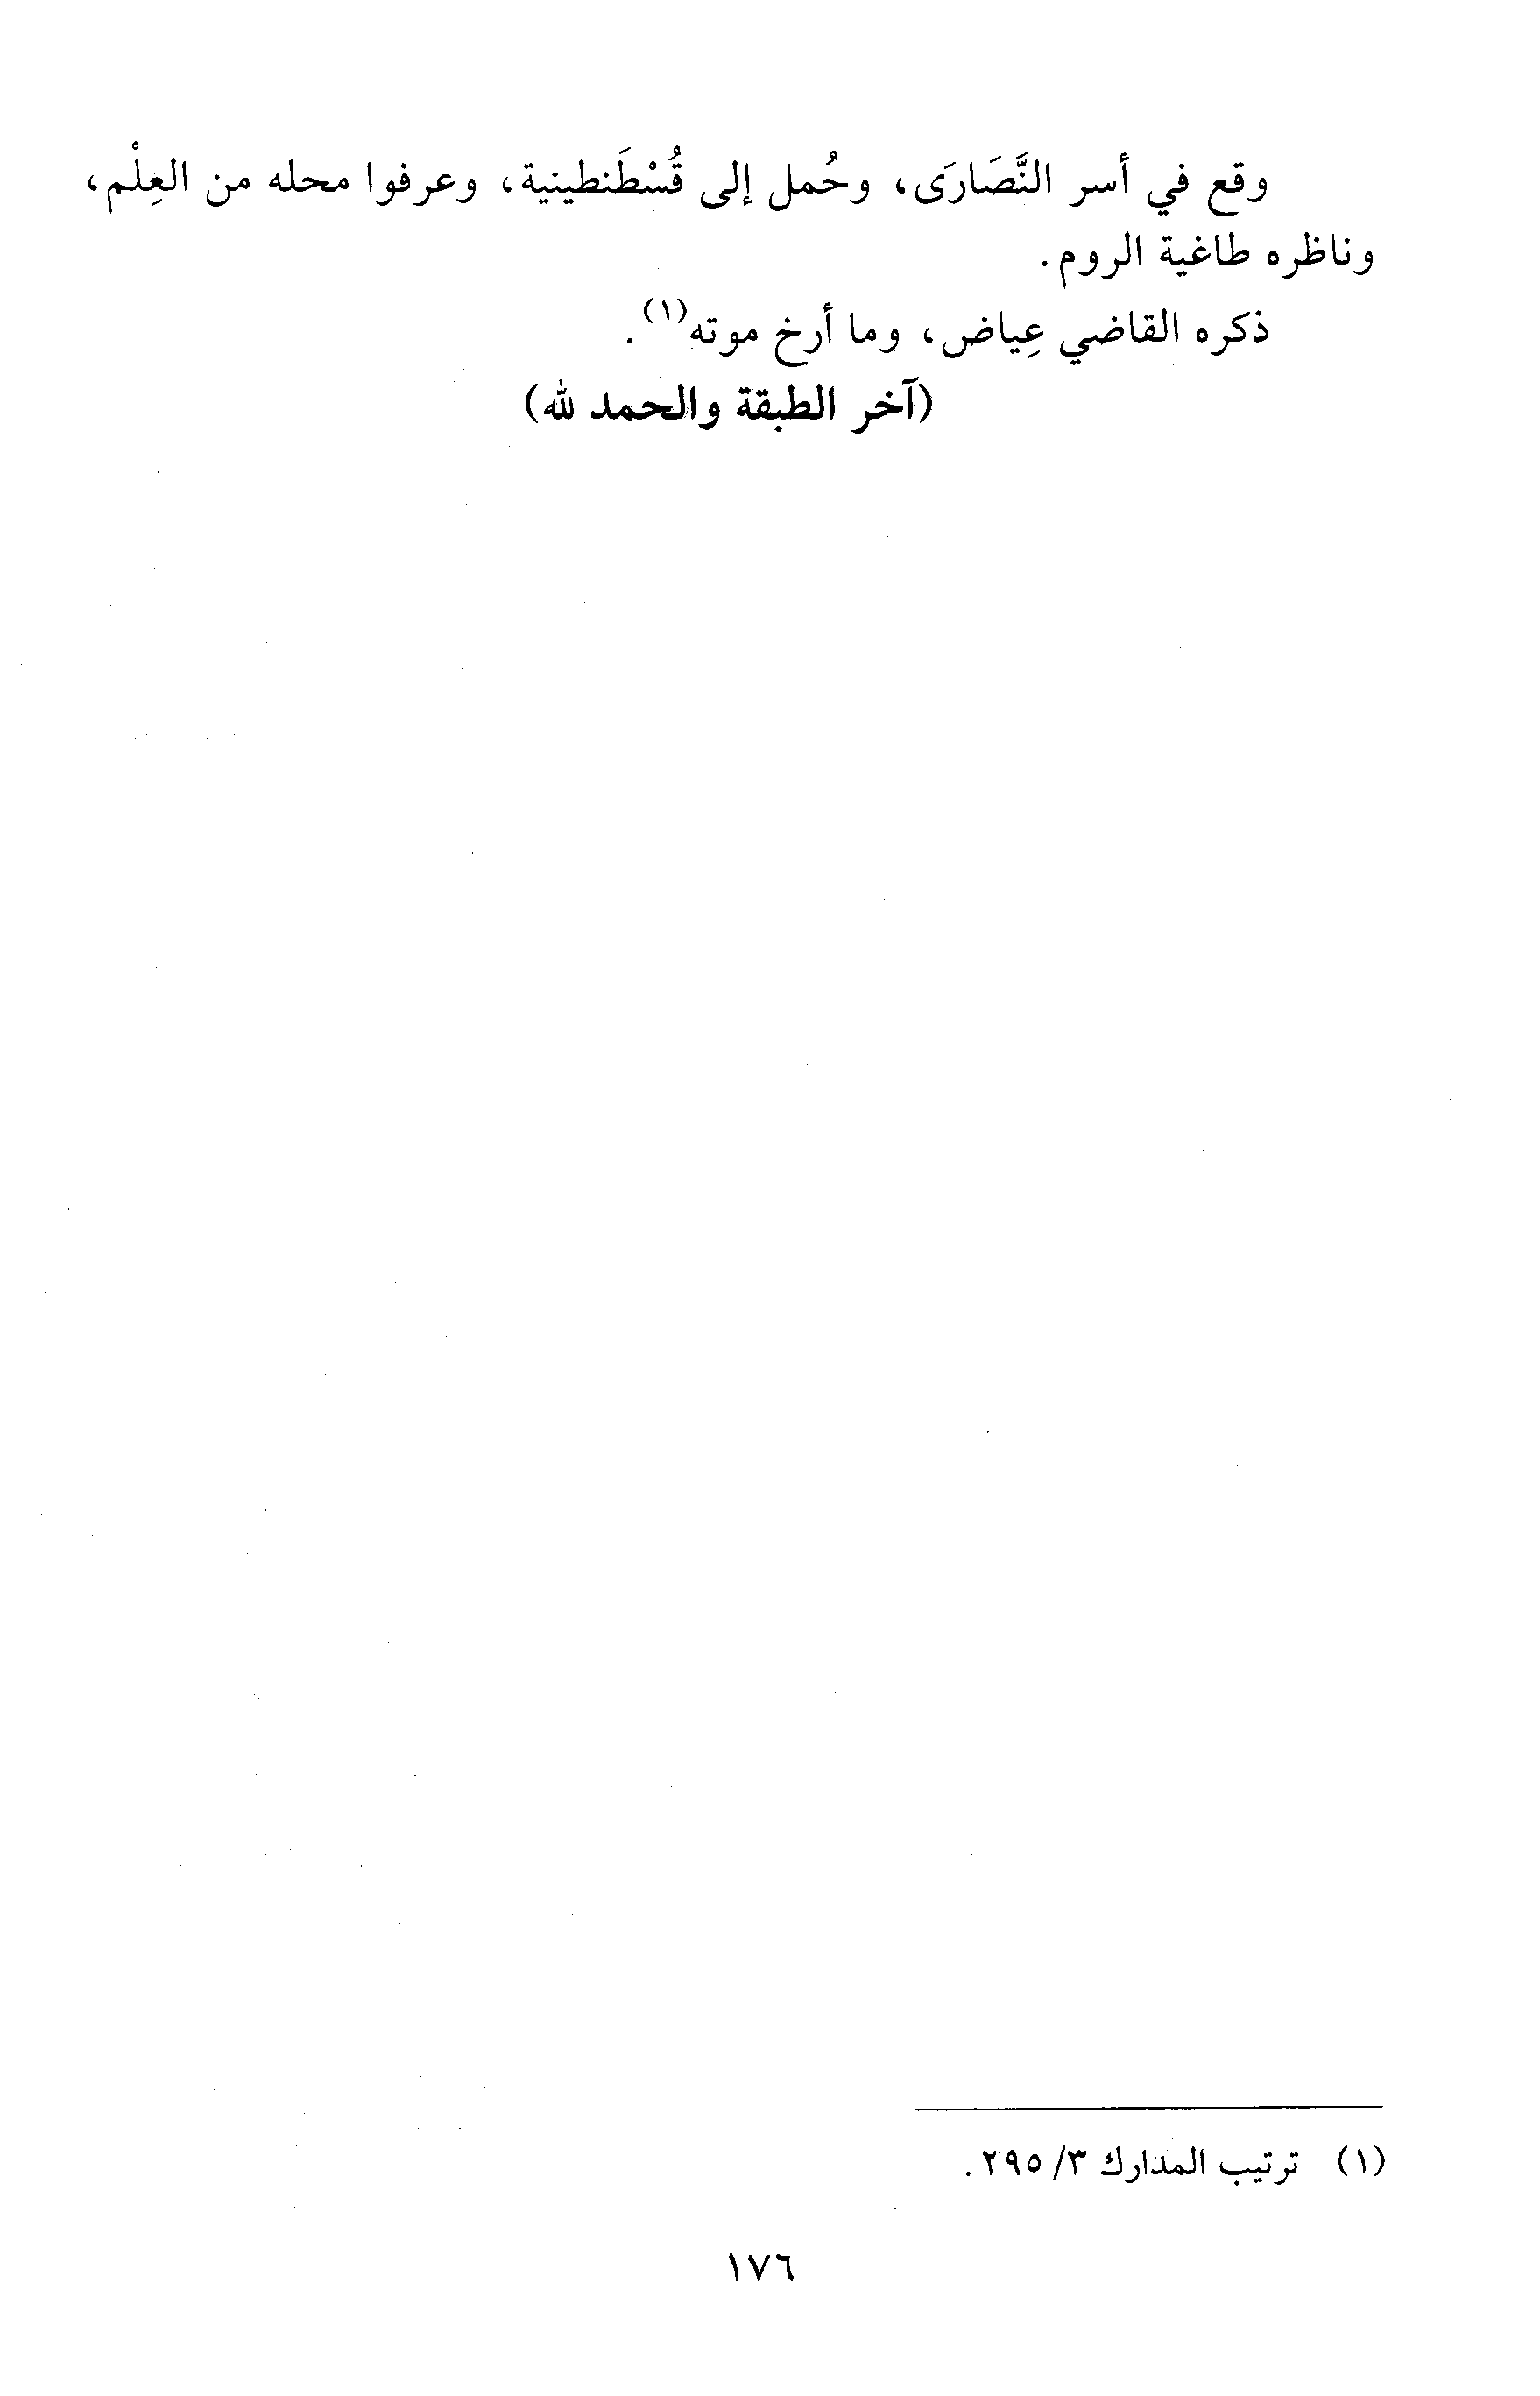 وقع في أسر النَّصَارَى، وحُمل إلى قُسْطَنطينية، وعرفوا محله من العِلْم،
وناظره طاغية الروم.
ذكره القاضي عِياض، وما أرخ موته(١).
(آخر الطبقة والحمد لله)
(١) ترتيب المدارك ٣/ ٢٩٥.
١٧٦